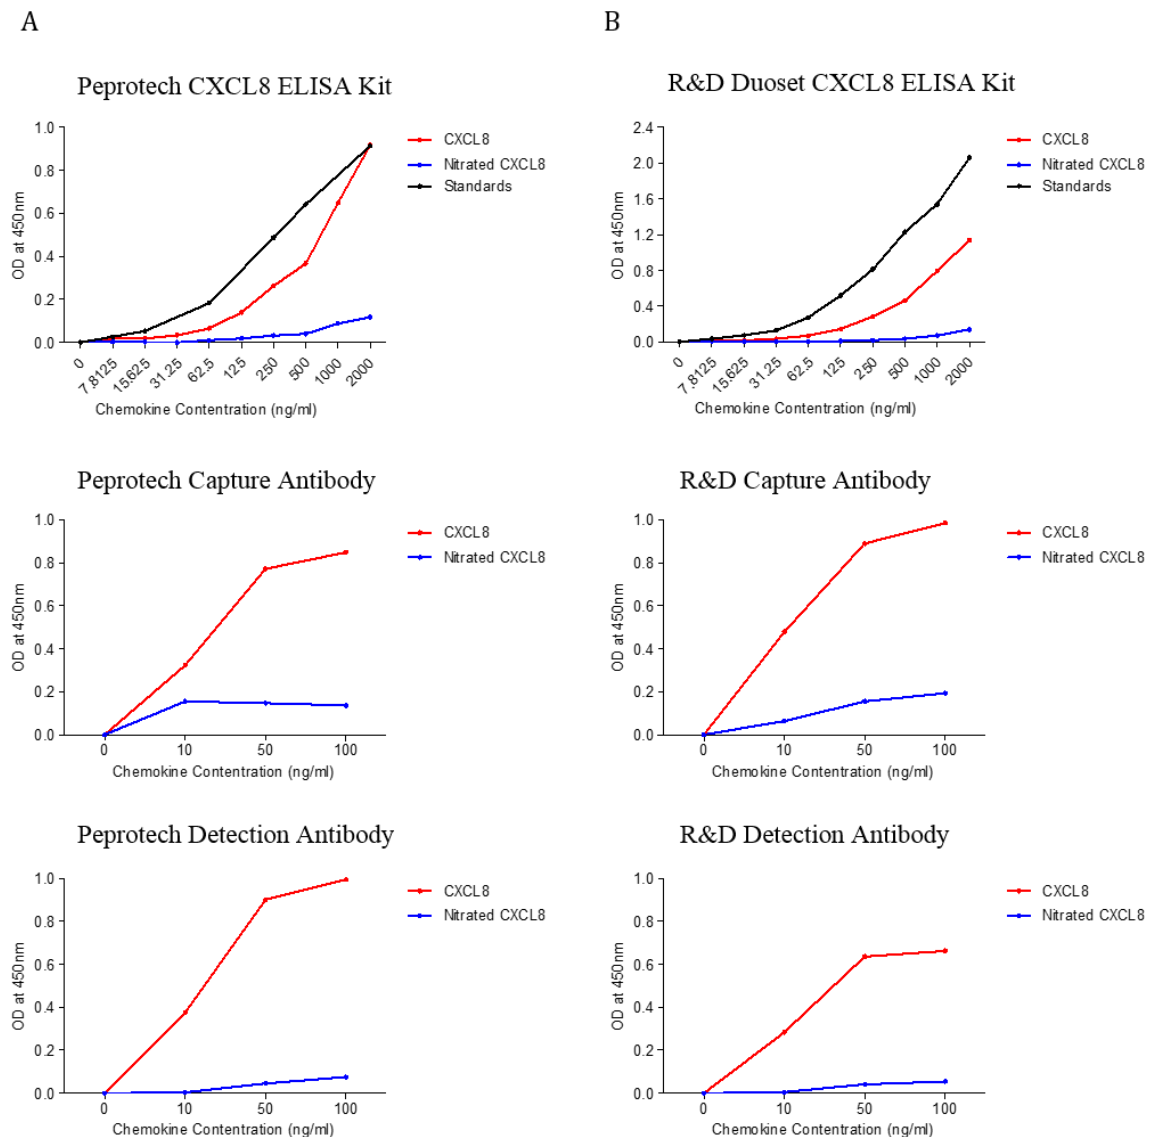 A
B
Peprotech CXCL8 ELISA Kit
1.0
0.8
0.6
0.4
0.2
0.0
OD at 450nm
0
7.8125
15.625
31.25
62.5
125
250
500
1000
2000
Chemokine Contentration (ng/ml)
CXCL8
Nitrated CXCL8
Standards
R&D Duoset CXCL8 ELISA Kit
2.4
2.0
1.6
1.2
0.8
0.4
0.0
OD at 450nm
0
7.8125
15.625
31.25
62.5
125
250
500
1000
2000
Chemokine Contentration (ng/ml)
CXCL8
Nitrated CXCL8
Standards
Peprotech Capture Antibody
1.0
0.8
0.6
0.4
0.2
0.0
OD at 450nm
0
10
50
100
Chemokine Contentration (ng/ml)
CXCL8
Nitrated CXCL8
R&D Capture Antibody
1.0
0.8
0.6
0.4
0.2
0.0
OD at 450nm
0
10
50
100
Chemokine Contentration (ng/ml)
CXCL8
Nitrated CXCL8
Peprotech Detection Antibody
1.0
0.8
0.6
0.4
0.2
0.0
OD at 450nm
0
10
50
100
Chemokine Contentration (ng/ml)
CXCL8
Nitrated CXCL8
R&D Detection Antibody
1.0
0.8
0.6
0.4
0.2
0.0
OD at 450nm
0
10
50
100
Chemokine Contentration (ng/ml)
CXCL8
Nitrated CXCL8